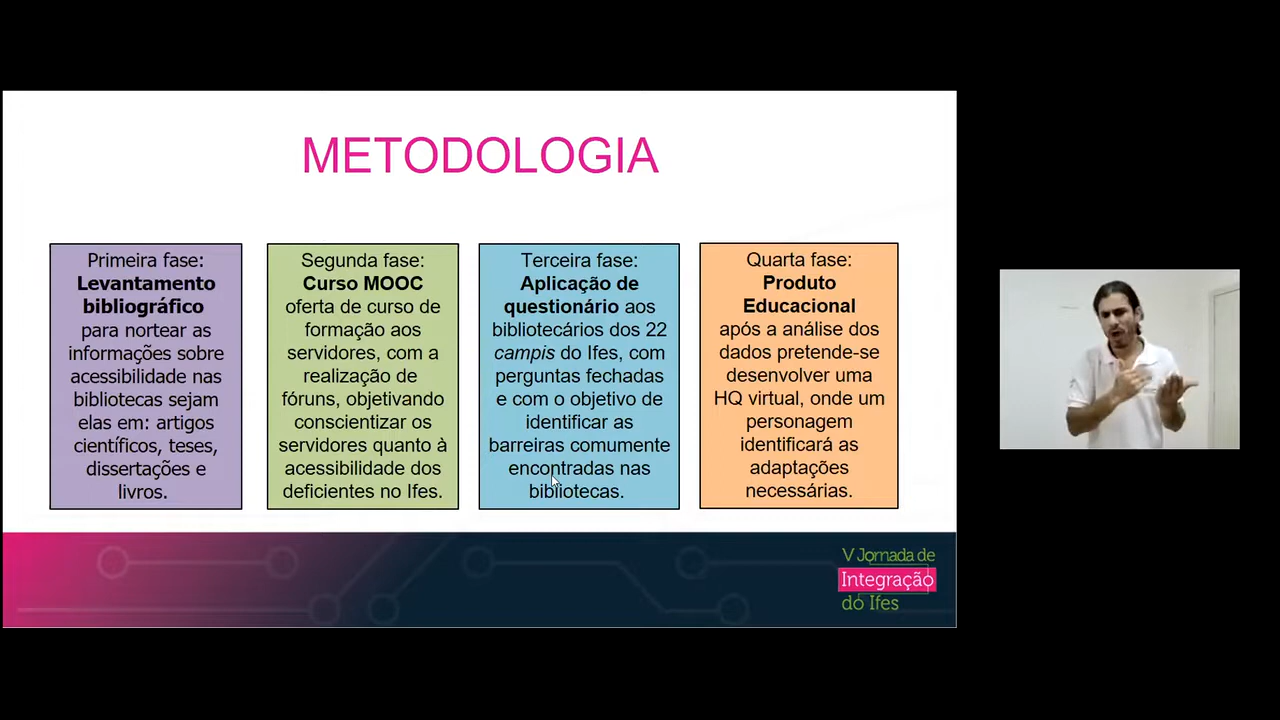 METODOLOGIA
Primeira fase:
Levantamento
bibliográfico
para nortear as
informações sobre
acessibilidade nas
bibliotecas sejam
elas em: artigos
científicos, teses,
dissertações e
livros.
Segunda fase:
Curso MOOC
oferta de curso de
formação aos
servidores, com a
realização de
fóruns, objetivando
conscientizar os
servidores quanto à
acessibilidade dos
deficientes no Ifes.
Terceira fase:
Aplicação de
questionário aos
bibliotecários dos 22
campis do Ifes, com
perguntas fechadas
e com o objetivo de
identificar as
barreiras comumente
encontradas nas
bibliotecas.
Quarta fase:
Produto
Educacional
após a análise dos
dados pretende-se
desenvolver uma
HQ virtual, onde um
personagem
identificará as
adaptações
necessárias.
V Jornada de
Integração
do Ifes